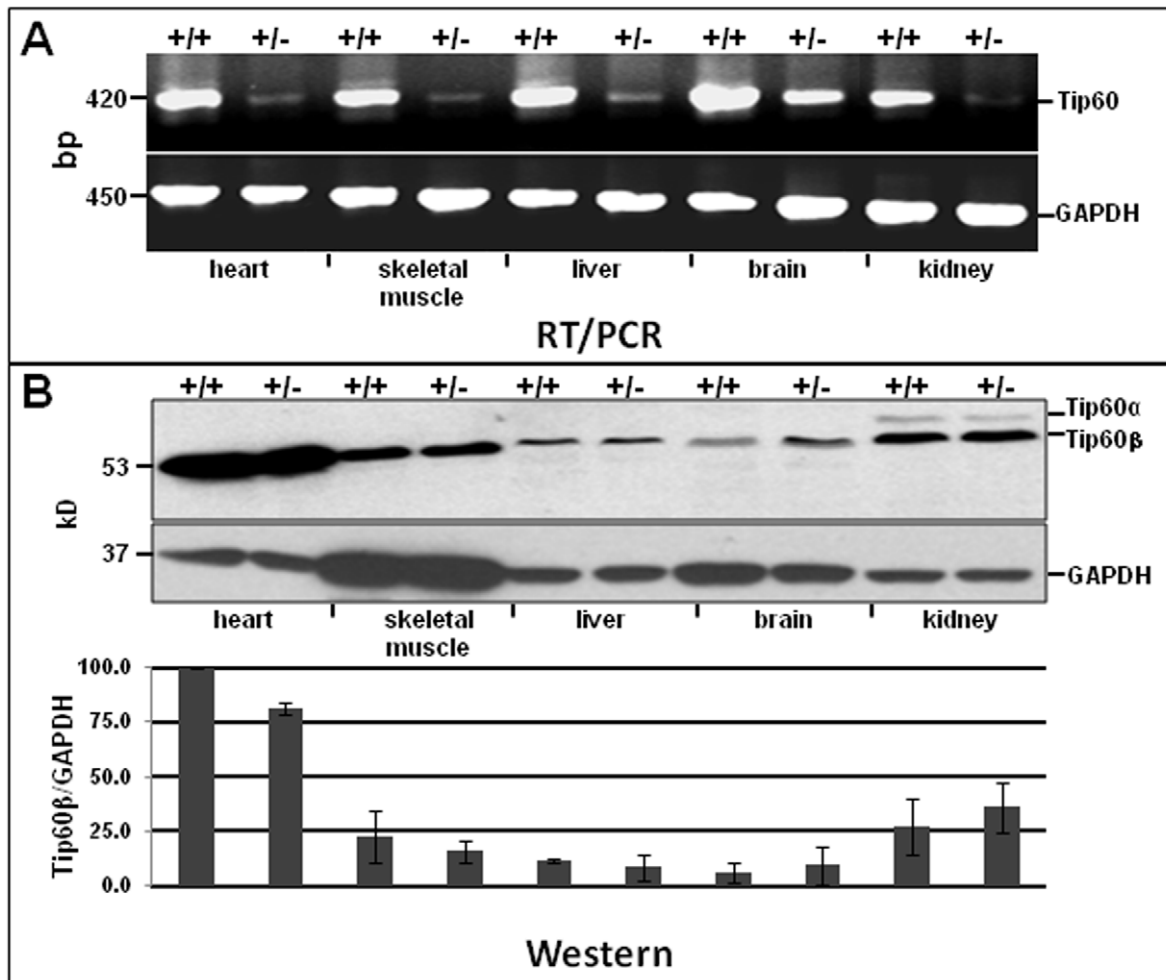 A
+/+ +/- +/+ +/- +/+ +/- +/+ +/- +/+ +/-
420
Tip60
bp
450
GAPDH
heart skeletal muscle liver brain kidney
RT/PCR
B
+/+ +/- +/+ +/- +/+ +/- +/+ +/- +/+ +/-
Tip60α
Tip60β
53
kD
37
GAPDH
heart skeletal muscle liver brain kidney
Tip60β/GAPDH
100.0
75.0
50.0
25.0
0.0
Western